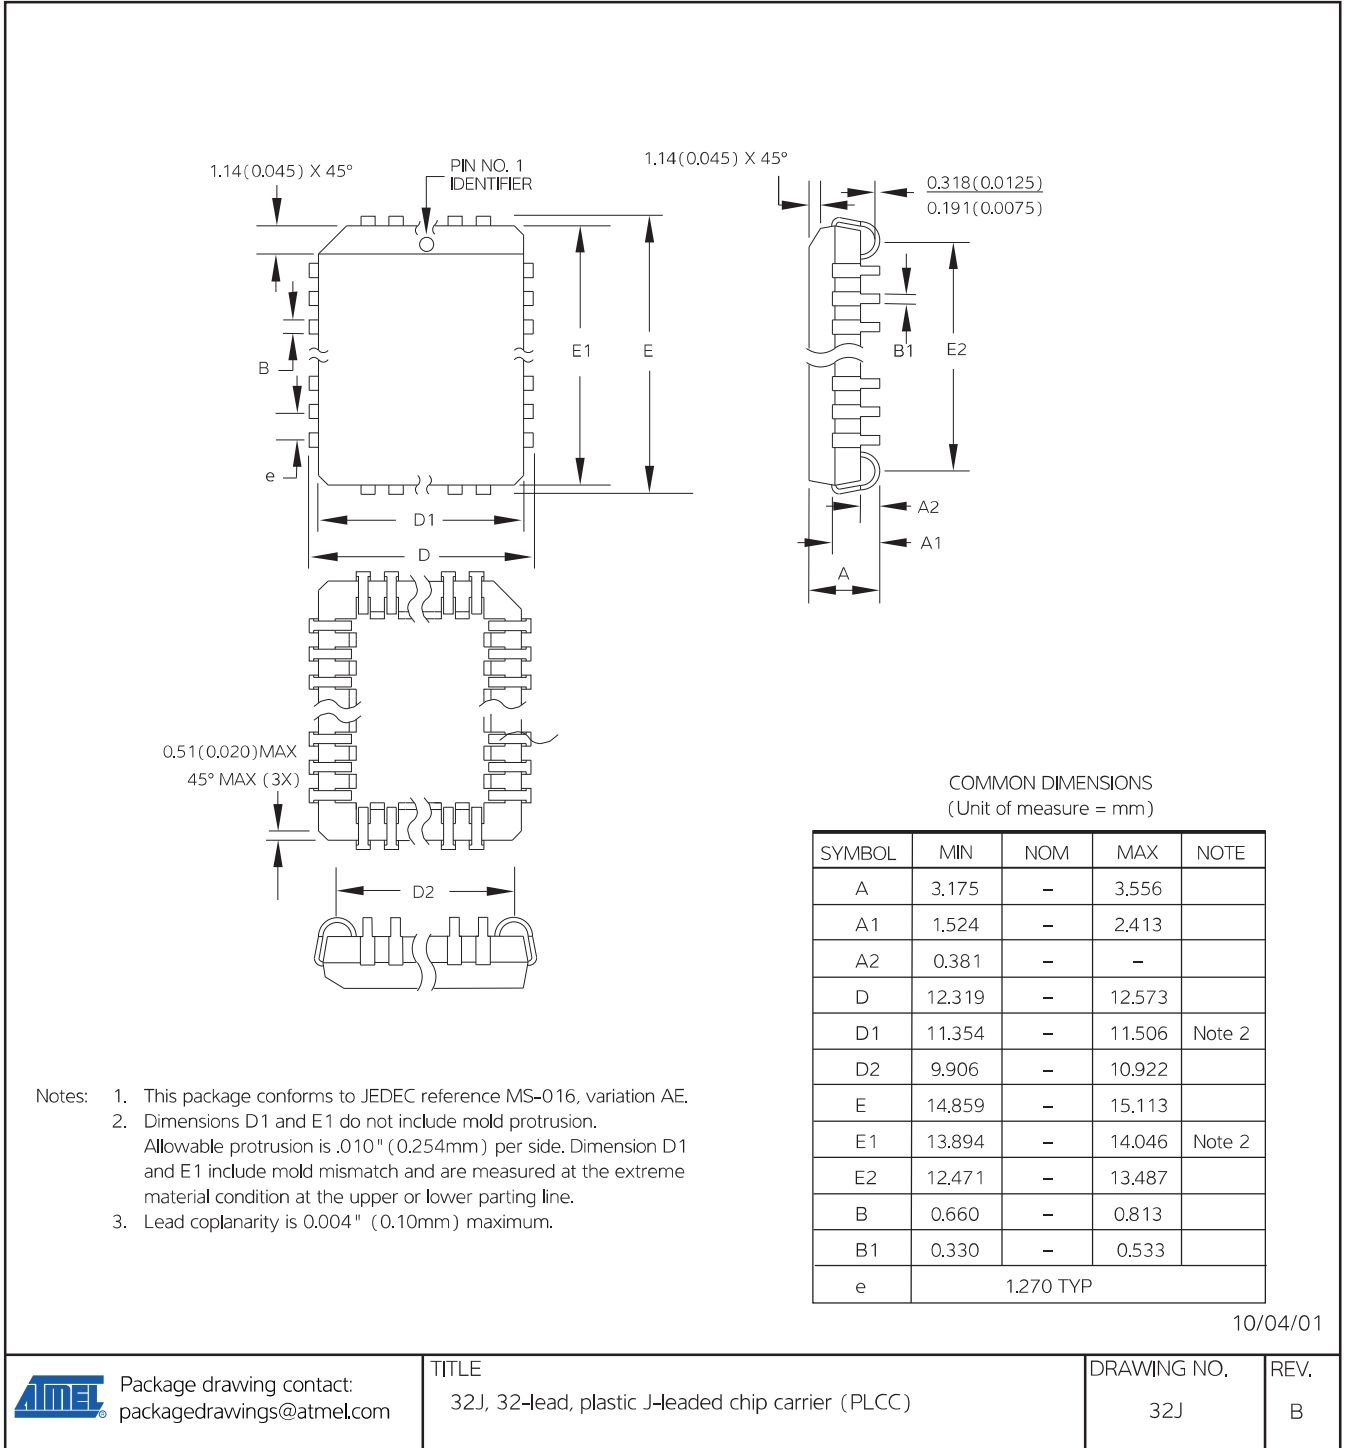 1.14(0.045) X 45°
PIN NO. 1
IDENTIFIER
1.14(0.045) X 45°
0.318(0.0125)
0.191(0.0075)
B
e
E1
E
B1
E2
D1
D
A2
A1
A
0.51(0.020)MAX
45° MAX (3X)
D2
COMMON DIMENSIONS
(Unit of measure = mm)
SYMBOL MIN NOM MAX NOTE
A 3.175 – 3.556
A1 1.524 – 2.413
A2 0.381 – –
D 12.319 – 12.573
D1 11.354 – 11.506 Note 2
D2 9.906 – 10.922
E 14.859 – 15.113
E1 13.894 – 14.046 Note 2
E2 12.471 – 13.487
B 0.660 – 0.813
B1 0.330 – 0.533
e 1.270 TYP
Notes: 1. This package conforms to JEDEC reference MS-016, variation AE.
2. Dimensions D1 and E1 do not include mold protrusion.
Allowable protrusion is .010"(0.254mm) per side. Dimension D1
and E1 include mold mismatch and are measured at the extreme
material condition at the upper or lower parting line.
3. Lead coplanarity is 0.004" (0.10mm) maximum.
10/04/01
ATMEL®
Package drawing contact:
packagedrawings@atmel.com
TITLE
32J, 32-lead, plastic J-leaded chip carrier (PLCC)
DRAWING NO.
32J
REV.
B